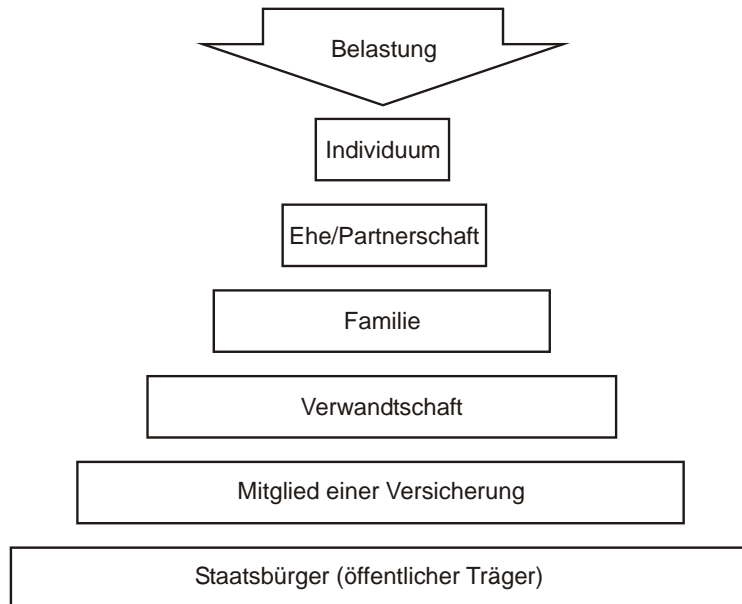 Belastung
Individuum
Ehe/Partnerschaft
Familie
Verwandtschaft
Mitglied einer Versicherung
Staatsbürger (öffentlicher Träger)